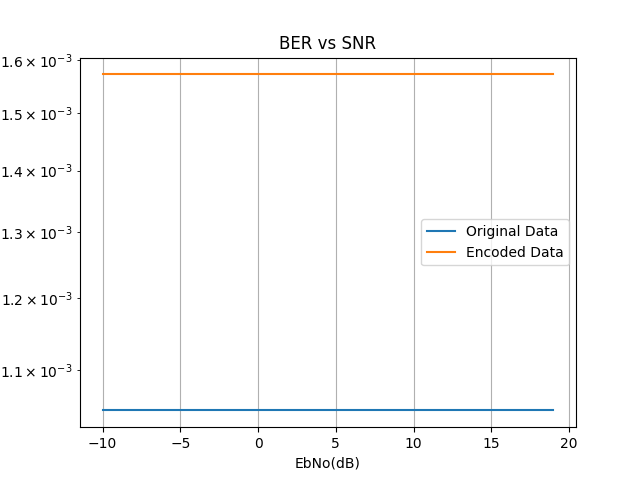 BER vs SNR
1.6 × 10⁻³
1.5 × 10⁻³
1.4 × 10⁻³
1.3 × 10⁻³
1.2 × 10⁻³
1.1 × 10⁻³
Original Data
Encoded Data
−10 −5 0 5 10 15 20
EbNo(dB)